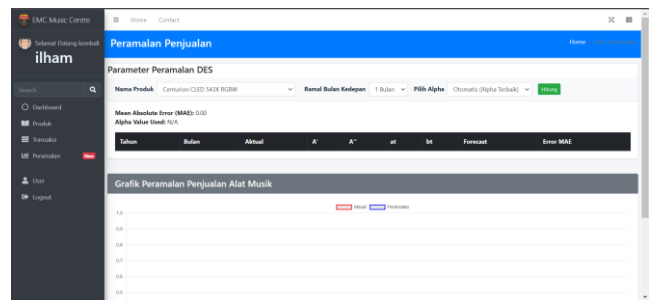 EMC Music Centre
Home Contact
Selamat Datang kembali
ilham
Search
Dashboard
Produk
Transaksi
Peramalan New
User
Logout
Peramalan Penjualan
Home
Parameter Peramalan DES
Nama Produk Centurion CLED 543X RGBW Ramal Bulan Kedepan 1 Bulan Pilih Alpha Otomatis (Alpha Terbaik) Hitung
Mean Absolute Error (MAE): 0.00
Alpha Value Used: N/A
Tahun Bulan Aktual A' A'' at bt Forecast Error MAE
Grafik Peramalan Penjualan Alat Musik
Aktual Peramalan
1,0
0,9
0,8
0,7
0,6
0,5